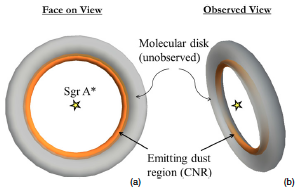 Face on View
Observed View
Molecular disk
(unobserved)
Sgr A*
Emitting dust
region (CNR)
(a)
(b)